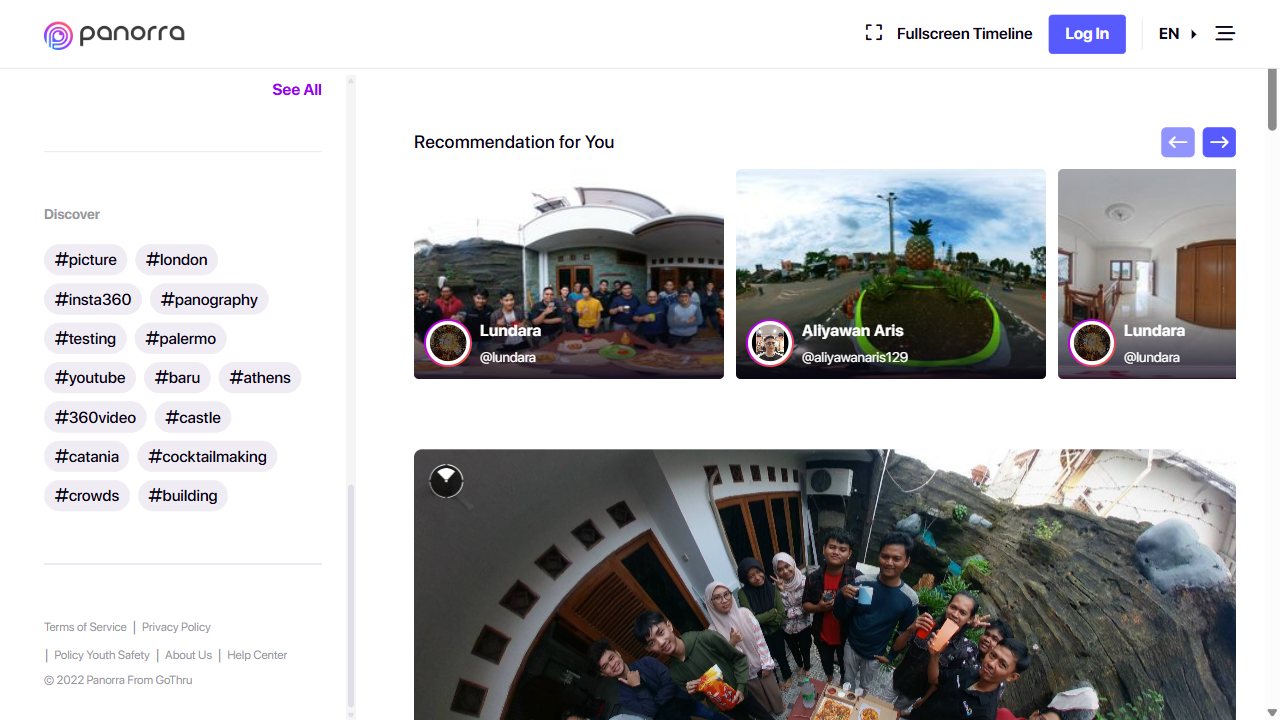 panorra
Fullscreen Timeline
Log In
EN
See All
Discover
#picture #london
#insta360 #panography
#testing #palermo
#youtube #baru #athens
#360video #castle
#catania #cocktailmaking
#crowds #building
Terms of Service | Privacy Policy
| Policy Youth Safety | About Us | Help Center
© 2022 Panorra From GoThru
Recommendation for You
Lundara
@lundara
Aliyawan Aris
@aliyawanaris129
Lundara
@lundara